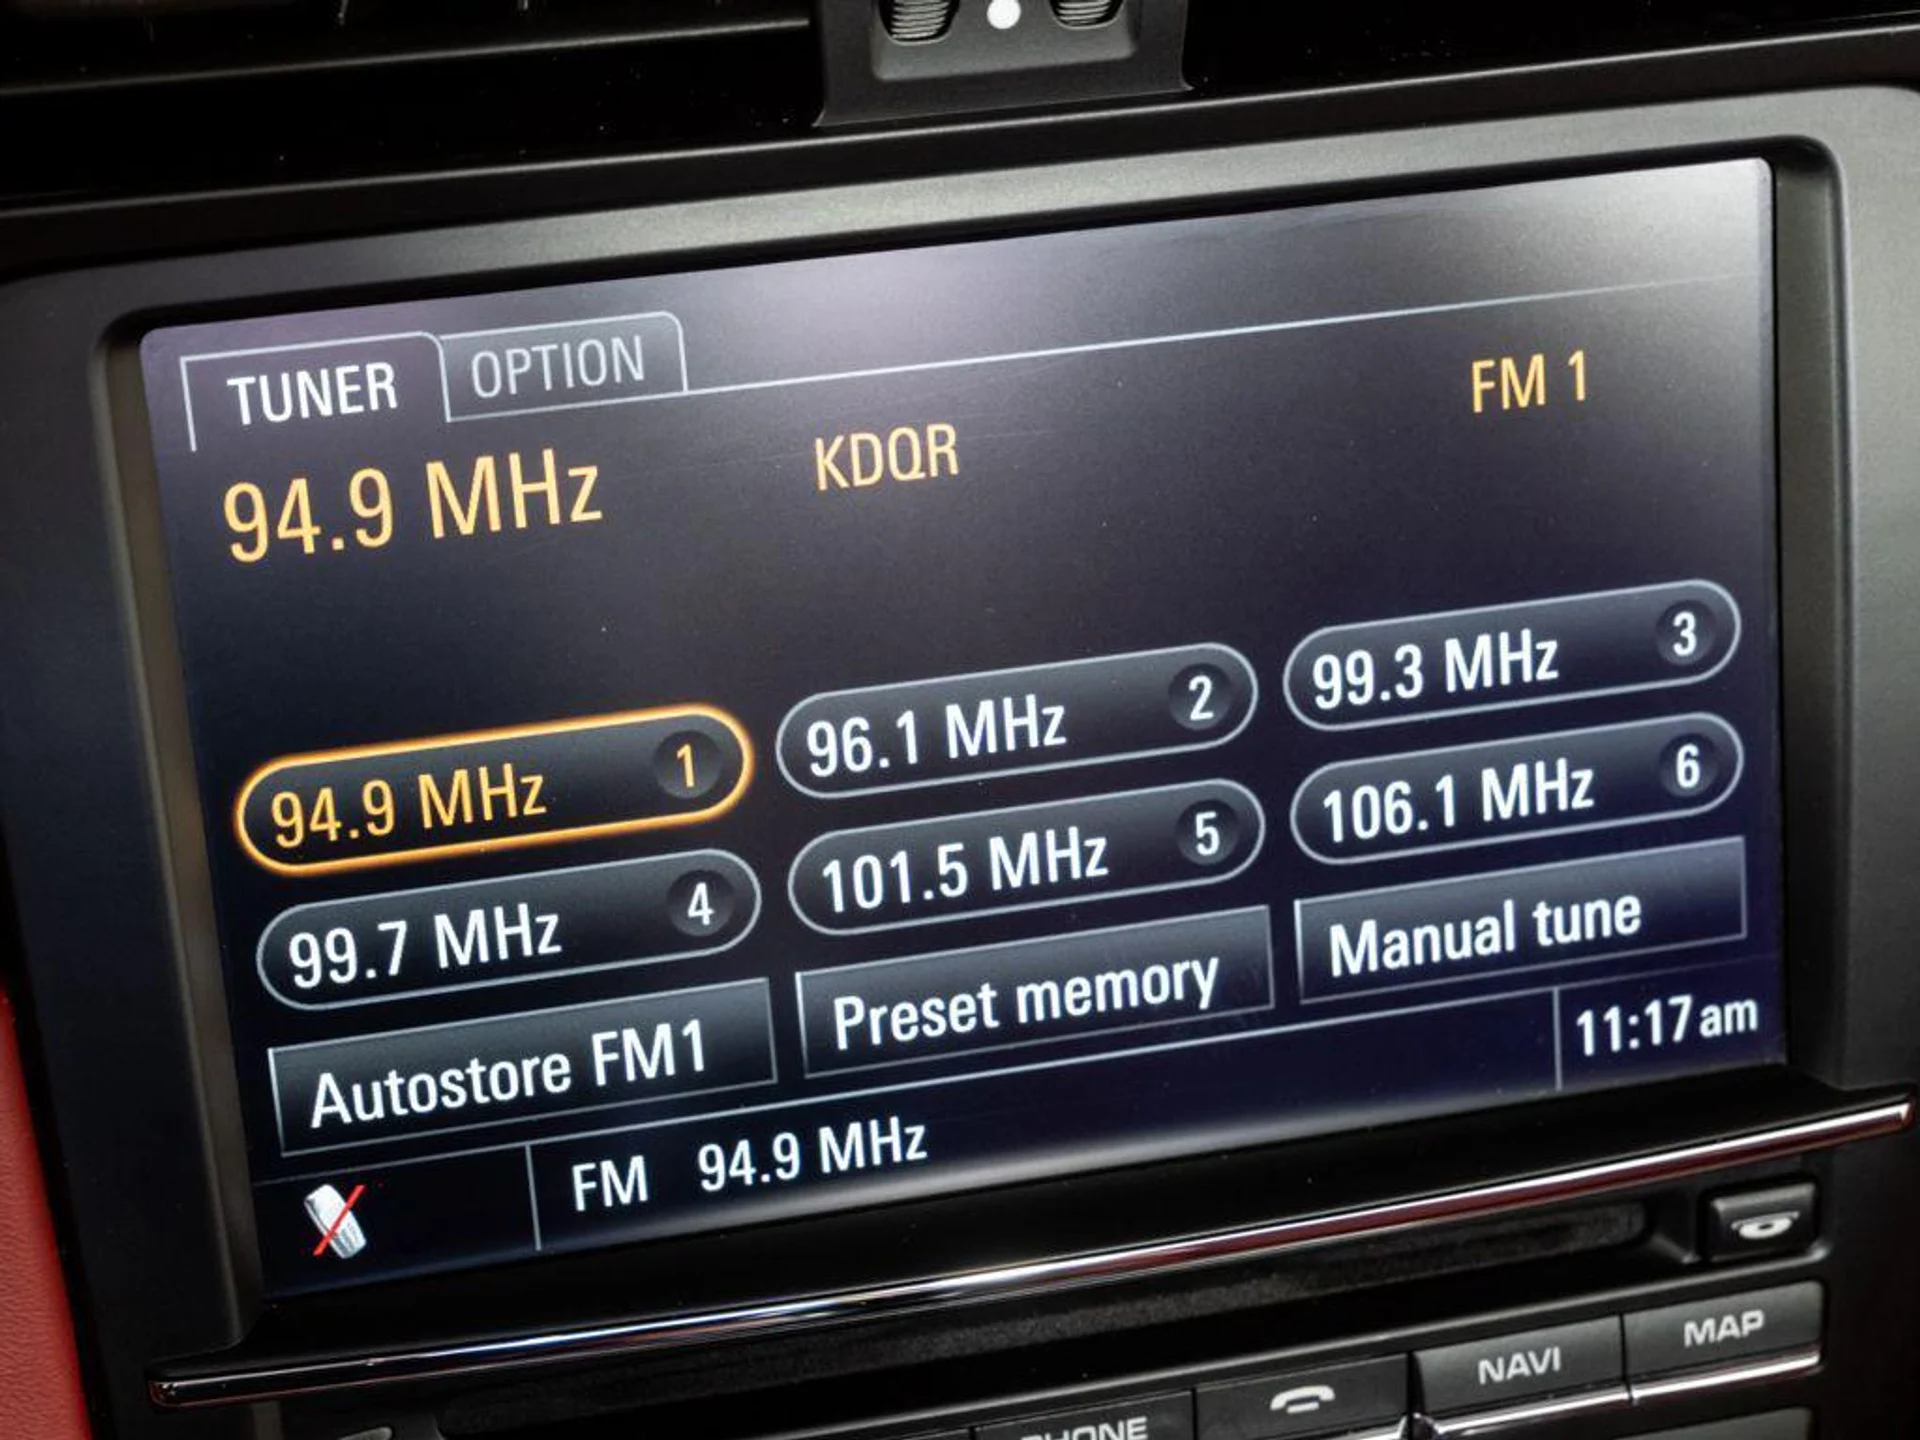 TUNER OPTION
94.9 MHz KDQR FM 1
94.9 MHz 1 96.1 MHz 2 99.3 MHz 3
99.7 MHz 4 101.5 MHz 5 106.1 MHz 6
Autostore FM1 Preset memory Manual tune
FM 94.9 MHz 11:17 am
NAVI MAP